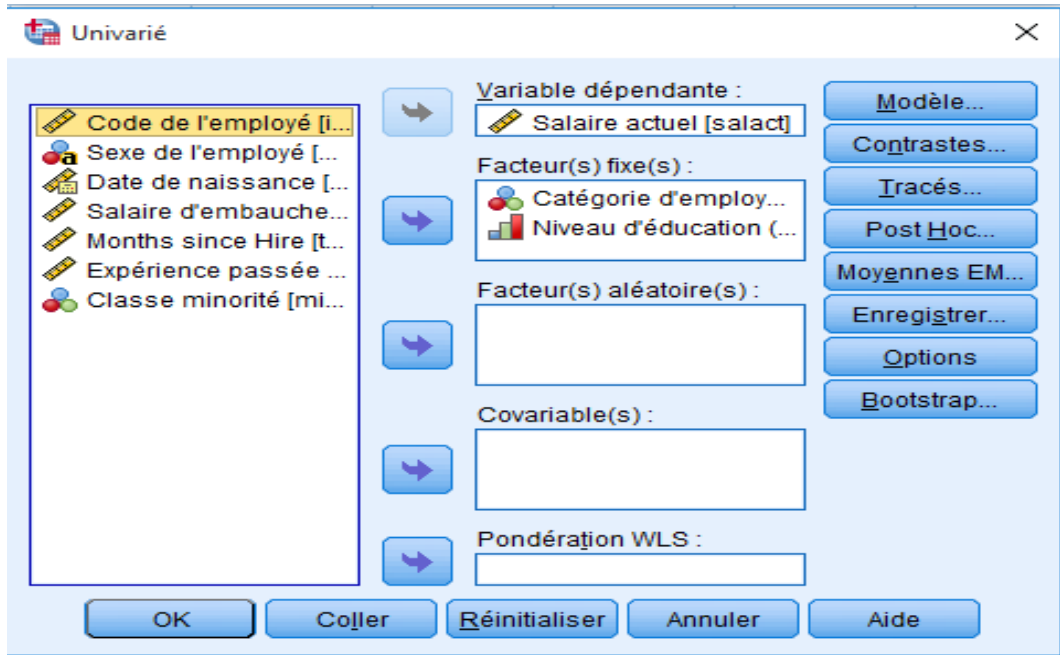 Univarié
Code de l'employé [i...
Sexe de l'employé [...
Date de naissance [...
Salaire d'embauche...
Months since Hire [t...
Expérience passée ...
Classe minorité [mi...
Variable dépendante :
Salaire actuel [salact]
Facteur(s) fixe(s) :
Catégorie d'employ...
Niveau d'éducation (...
Facteur(s) aléatoire(s) :
Covariable(s) :
Pondération WLS :
Modèle...
Contrastes...
Tracés...
Post Hoc...
Moyennes EM...
Enregistrer...
Options
Bootstrap...
OK
Coller
Réinitialiser
Annuler
Aide